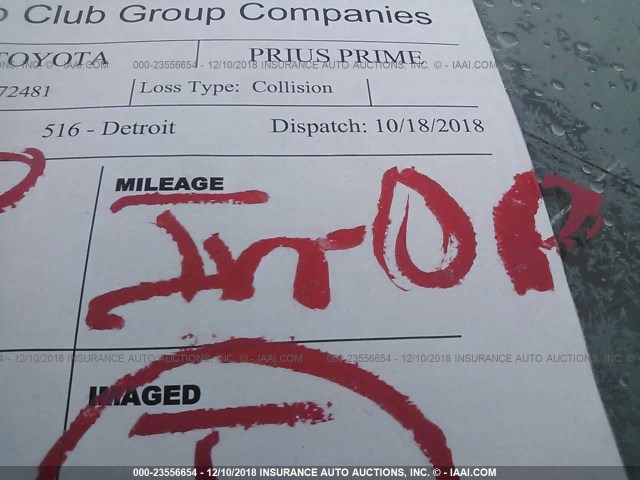 Club Group Companies
TOYOTA PRIUS PRIME
000-23556654 - 12/10/2018 INSURANCE AUTO AUCTIONS, INC. © - IAAI.COM
72481 Loss Type: Collision
516 - Detroit Dispatch: 10/18/2018
MILEAGE
000-23556654 - 12/10/2018 INSURANCE AUTO AUCTIONS, INC. © - IAAI.COM
IMAGED
000-23556654 - 12/10/2018 INSURANCE AUTO AUCTIONS, INC. © - IAAI.COM